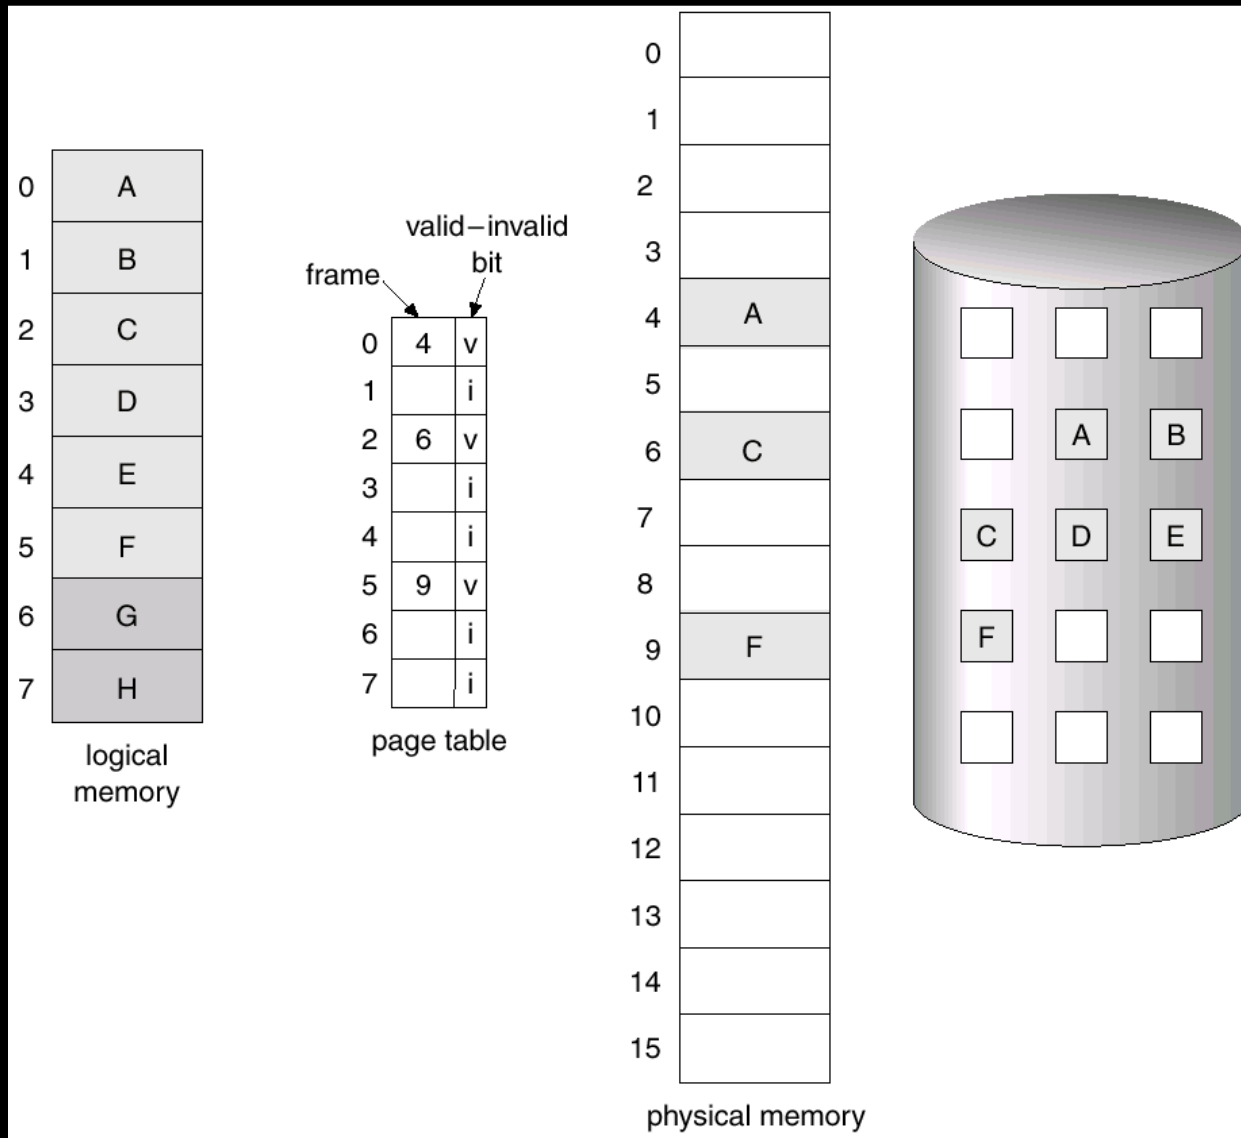 0 A
1 B
2 C
3 D
4 E
5 F
6 G
7 H
logical
memory
valid–invalid
bit
frame
0 4 v
1 i
2 6 v
3 i
4 i
5 9 v
6 i
7 i
page table
0
1
2
3
4 A
5
6 C
7
8
9 F
10
11
12
13
14
15
physical memory
A B
C D E
F